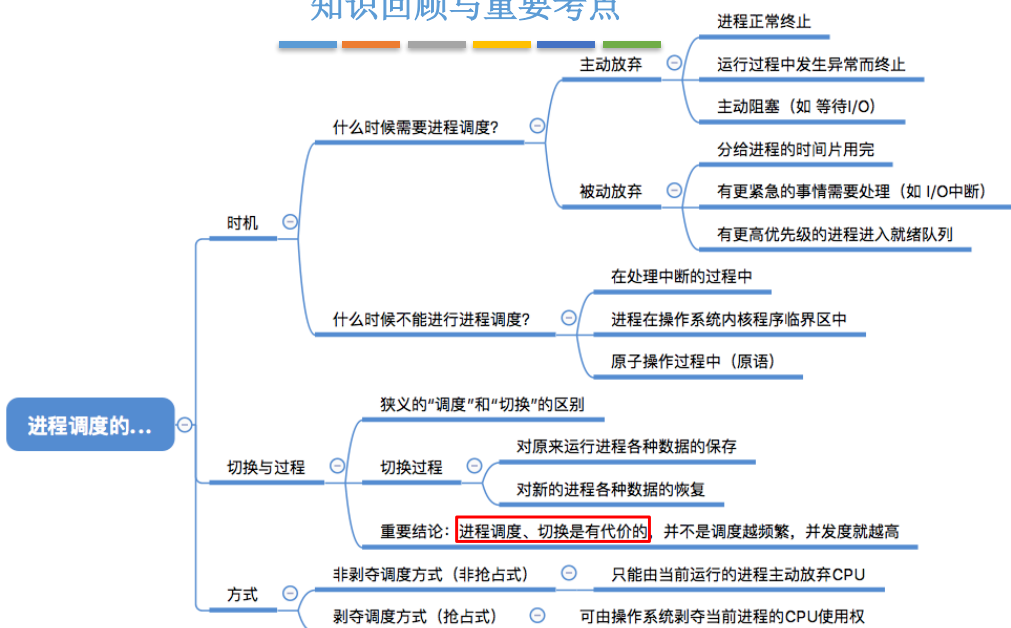 知识回顾与重要考点
进程正常终止
主动放弃
运行过程中发生异常而终止
主动阻塞（如 等待I/O）
什么时候需要进程调度？
分给进程的时间片用完
被动放弃
有更紧急的事情需要处理（如 I/O中断）
有更高优先级的进程进入就绪队列
时机
在处理中断的过程中
什么时候不能进行进程调度？
进程在操作系统内核程序临界区中
原子操作过程中（原语）
进程调度的...
狭义的“调度”和“切换”的区别
切换与过程
切换过程
对原来运行进程各种数据的保存
对新的进程各种数据的恢复
重要结论：进程调度、切换是有代价的，并不是调度越频繁，并发度就越高
方式
非剥夺调度方式（非抢占式）
只能由当前运行的进程主动放弃CPU
剥夺调度方式（抢占式）
可由操作系统剥夺当前进程的CPU使用权